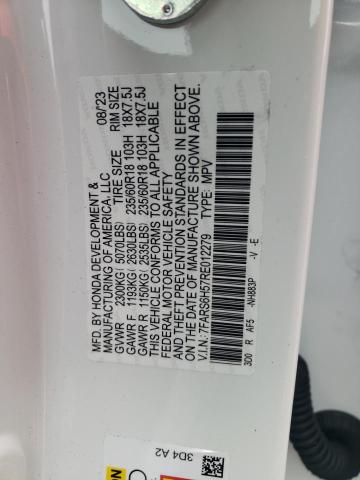 MFD. BY HONDA DEVELOPMENT &
MANUFACTURING OF AMERICA, LLC 08/23
TIRE SIZE RIM SIZE
GVWR 2300KG ( 5070LBS)
GAWR F 1193KG ( 2630LBS) 235/60R18 103H 18X7.5J
GAWR R 1150KG ( 2535LBS) 235/60R18 103H 18X7.5J
THIS VEHICLE CONFORMS TO ALL APPLICABLE
FEDERAL MOTOR VEHICLE SAFETY AND
THEFT PREVENTION STANDARDS IN EFFECT
ON THE DATE OF MANUFACTURE SHOWN ABOVE.
V.I.N.: 7FARS6H57RE012279 TYPE: MPV
3D0 R AF5 -NH883P -V -E
3D4 A2